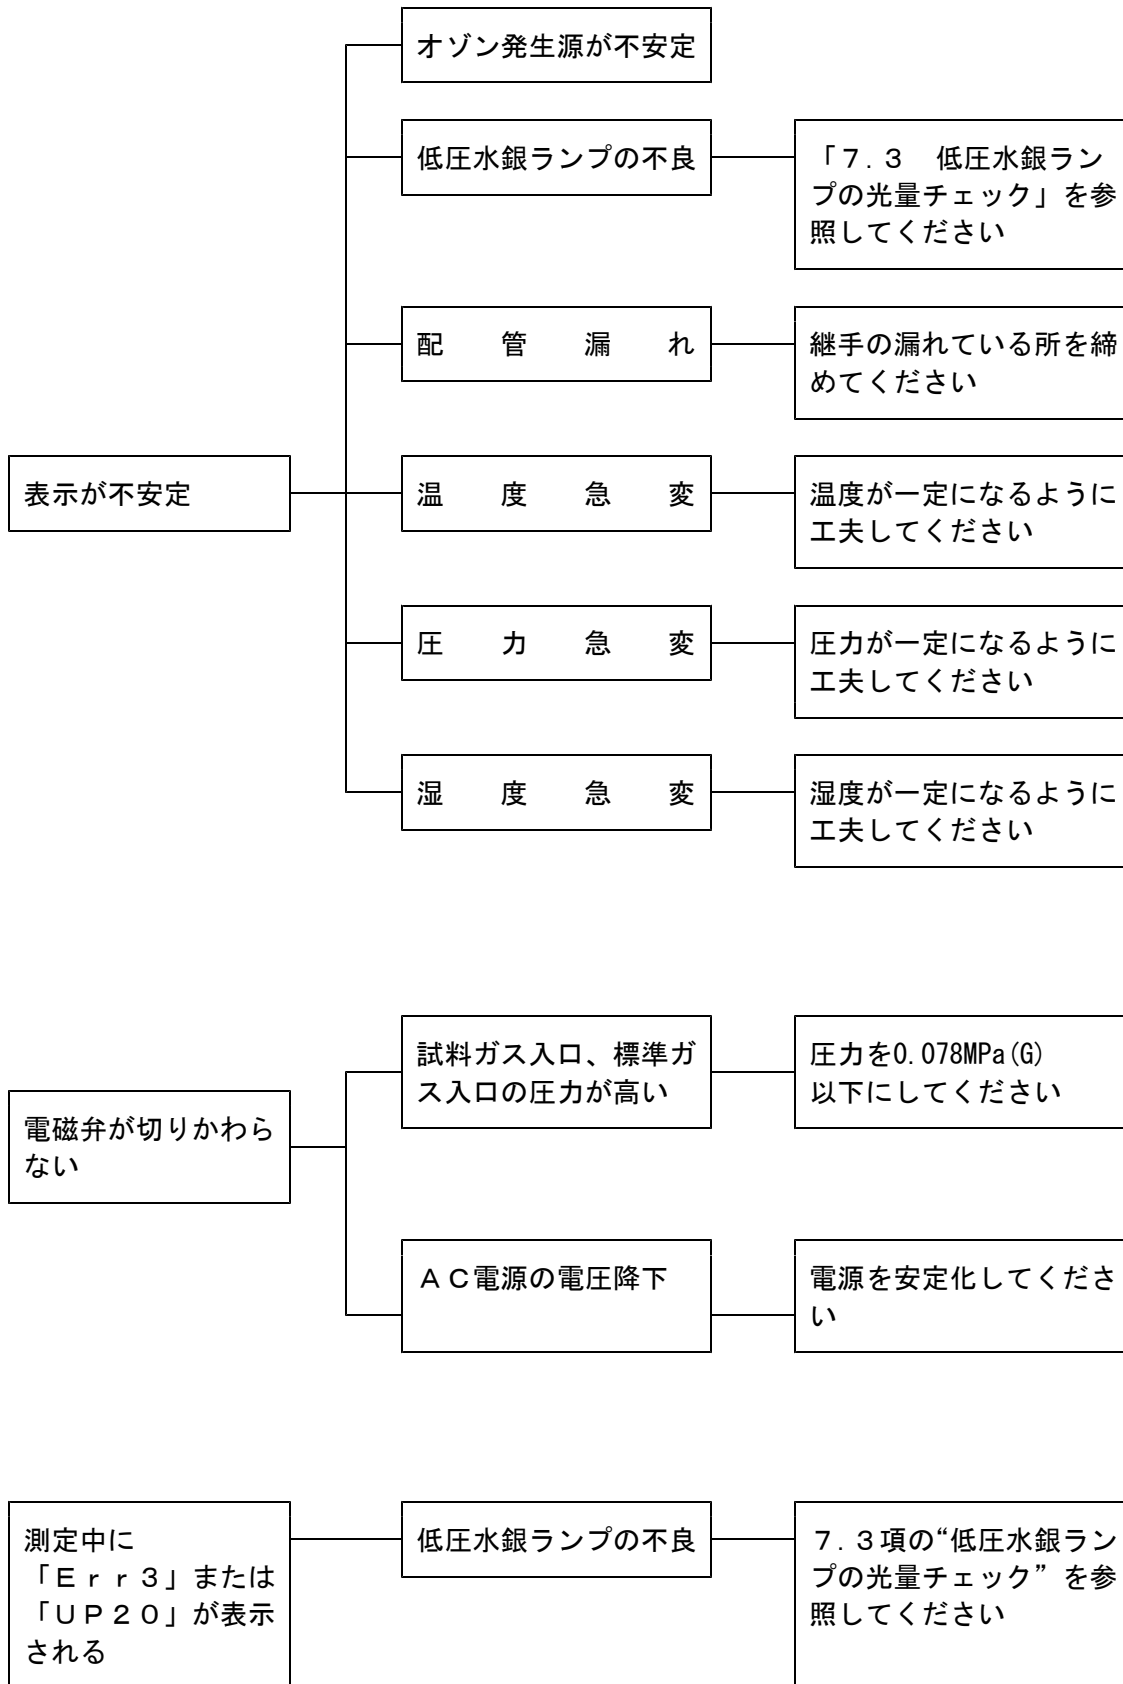 オゾン発生源が不安定
低圧水銀ランプの不良
「７.３　低圧水銀ラン
プの光量チェック」を参
照してください
配　管　漏　れ
継手の漏れている所を締
めてください
表示が不安定
温　度　急　変
温度が一定になるように
工夫してください
圧　力　急　変
圧力が一定になるように
工夫してください
湿　度　急　変
湿度が一定になるように
工夫してください
電磁弁が切りかわら
ない
試料ガス入口、標準ガ
ス入口の圧力が高い
圧力を0.078MPa(G)
以下にしてください
ＡＣ電源の電圧降下
電源を安定化してくださ
い
測定中に
「Ｅｒｒ３」または
「ＵＰ２０」が表示
される
低圧水銀ランプの不良
７.３項の“低圧水銀ラン
プの光量チェック”を参
照してください